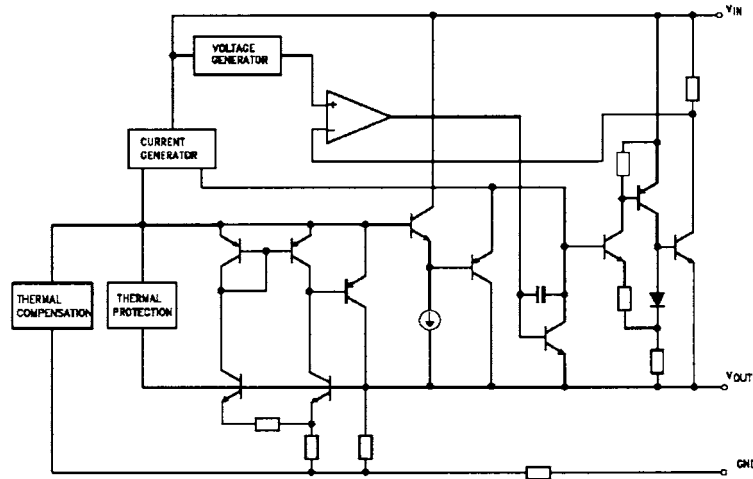 VIN
VOLTAGE
GENERATOR
+
−
CURRENT
GENERATOR
THERMAL
COMPENSATION
THERMAL
PROTECTION
VOUT
GND